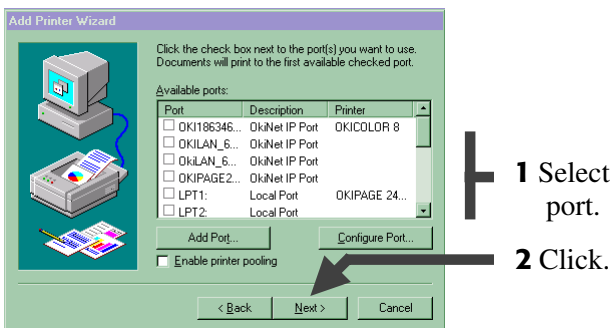 Add Printer Wizard
Click the check box next to the port(s) you want to use.
Documents will print to the first available checked port.
Available ports:
Port Description Printer
OKI186346... OkiNet IP Port OKICOLOR 8
OKILAN_6... OkiNet IP Port
OkiLAN_6... OkiNet IP Port
OKIPAGE2... OkiNet IP Port
LPT1: Local Port OKIPAGE 24...
LPT2: Local Port
Add Port... Configure Port...
Enable printer pooling
< Back Next > Cancel
1 Select
port.
2 Click.